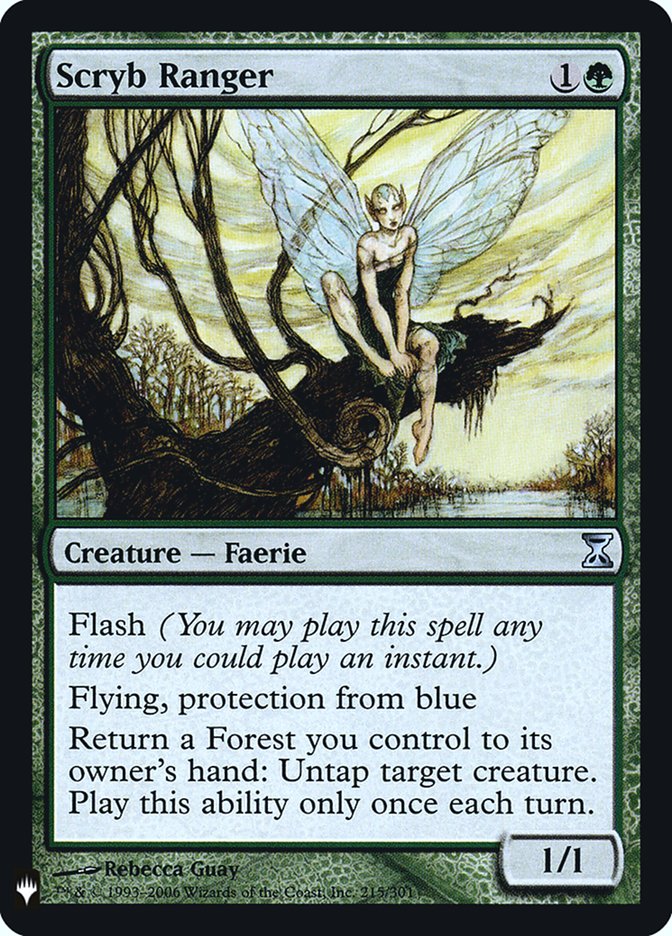 Scryb Ranger 1
Creature — Faerie
Flash (You may play this spell any
time you could play an instant.)
Flying, protection from blue
Return a Forest you control to its
owner's hand: Untap target creature.
Play this ability only once each turn.
1/1
Rebecca Guay
™ & © 1993–2006 Wizards of the Coast, Inc. 215/301